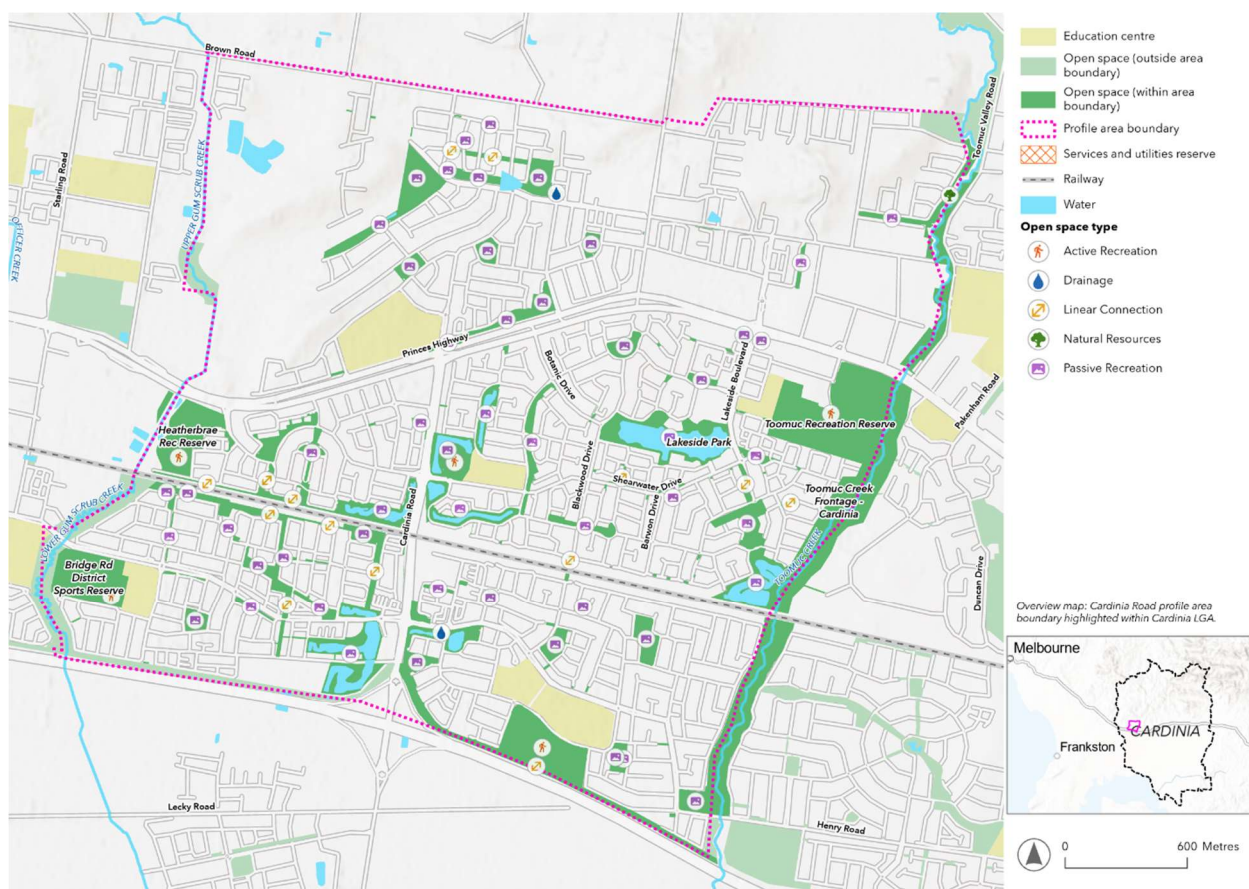 Brown Road
Toomuc Valley Road
Starling Road
UPPER GUM SCRUB CREEK
OFFICER CREEK
Princes Highway
Botanic Drive
Lakeside Boulevard
Pakenham Road
Heatherbrae
Rec Reserve
Toomuc Recreation Reserve
Lakeside Park
Cardinia Road
Blackwood Drive
Shearwater Drive
Barwon Drive
Toomuc Creek
Frontage -
Cardinia
LOWER GUM SCRUB CREEK
TOOMUC CREEK
Bridge Rd
District
Sports Reserve
Duncan Drive
Lecky Road
Henry Road
Education centre
Open space (outside area
boundary)
Open space (within area
boundary)
Profile area boundary
Services and utilities reserve
Railway
Water
Open space type
Active Recreation
Drainage
Linear Connection
Natural Resources
Passive Recreation
Overview map: Cardinia Road profile area
boundary highlighted within Cardinia LGA.
Melbourne
CARDINIA
Frankston
0 600 Metres